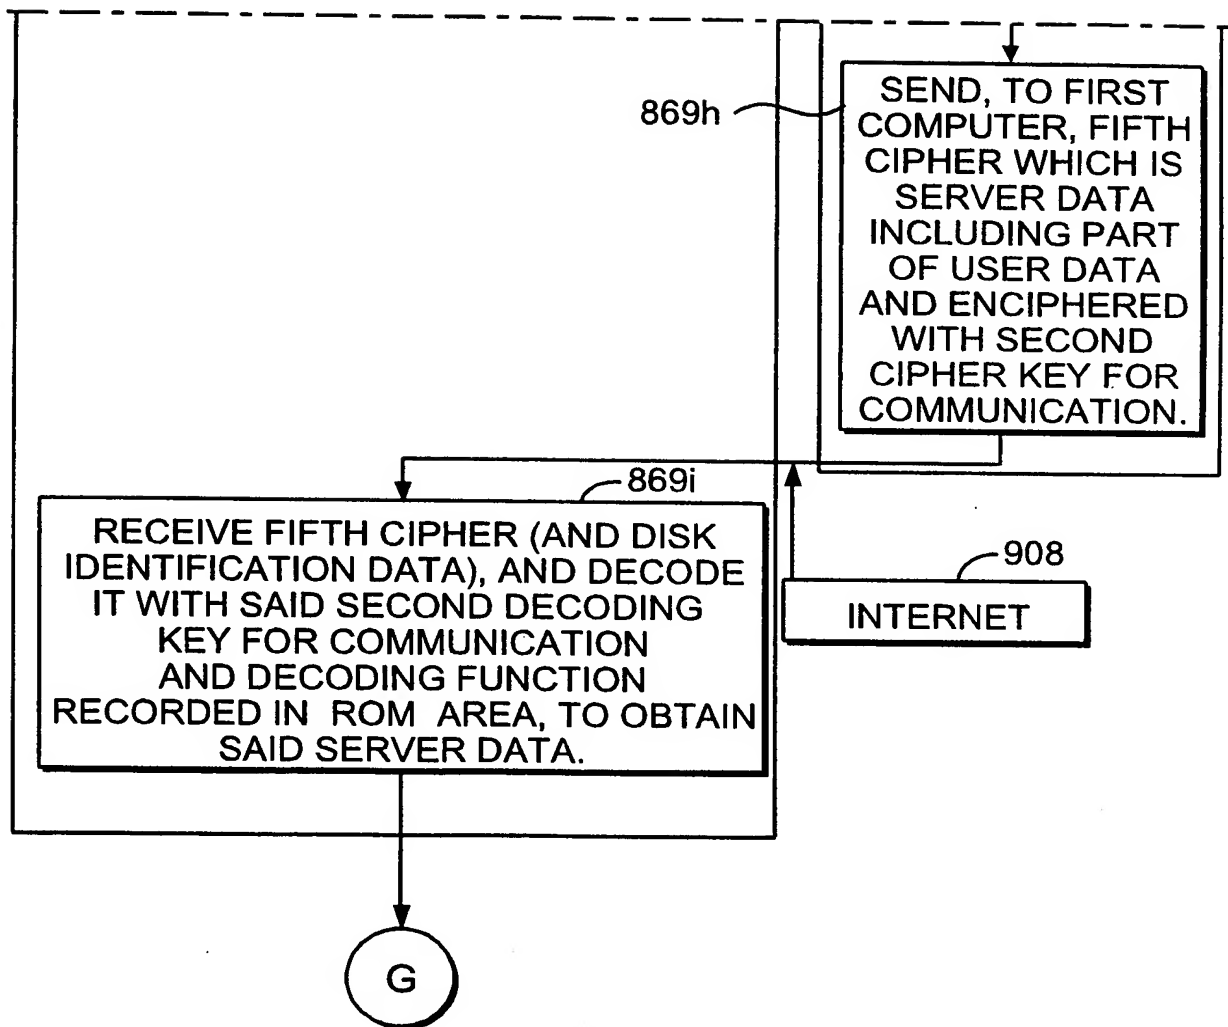 869h
SEND, TO FIRST
COMPUTER, FIFTH
CIPHER WHICH IS
SERVER DATA
INCLUDING PART
OF USER DATA
AND ENCIPHERED
WITH SECOND
CIPHER KEY FOR
COMMUNICATION.
869i
RECEIVE FIFTH CIPHER (AND DISK
IDENTIFICATION DATA), AND DECODE
IT WITH SAID SECOND DECODING
KEY FOR COMMUNICATION
AND DECODING FUNCTION
RECORDED IN ROM AREA, TO OBTAIN
SAID SERVER DATA.
908
INTERNET
G